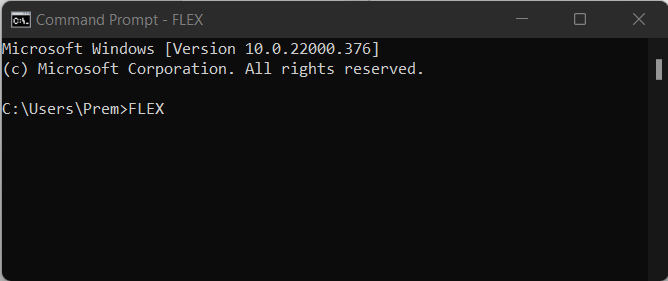 Command Prompt - FLEX
Microsoft Windows [Version 10.0.22000.376]
(c) Microsoft Corporation. All rights reserved.
C:\Users\Prem>FLEX